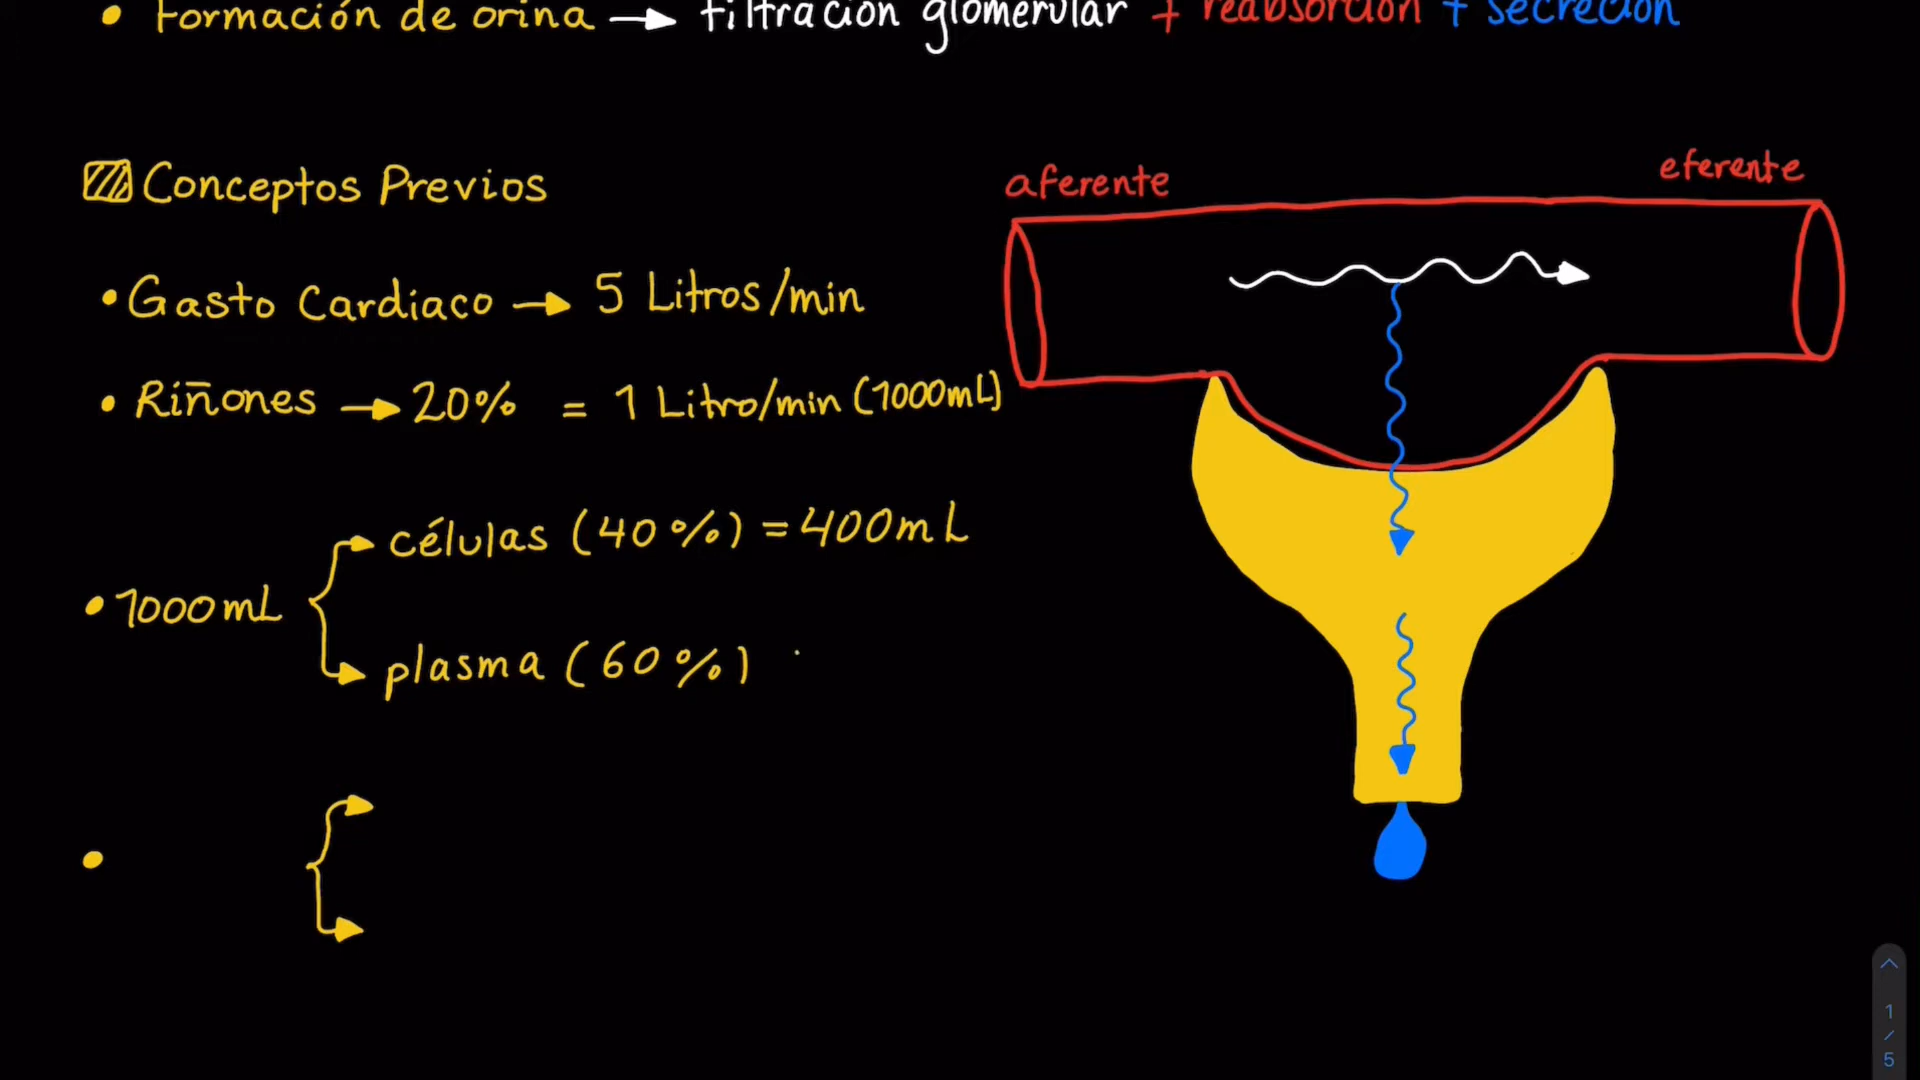 • Formación de orina → filtración glomerular + reabsorción + secreción
Conceptos Previos
aferente
eferente
• Gasto Cardiaco → 5 Litros/min
• Riñones → 20% = 1 Litro/min (1000mL)
células (40%) = 400mL
• 1000mL
plasma (60%)
•
1
/
5